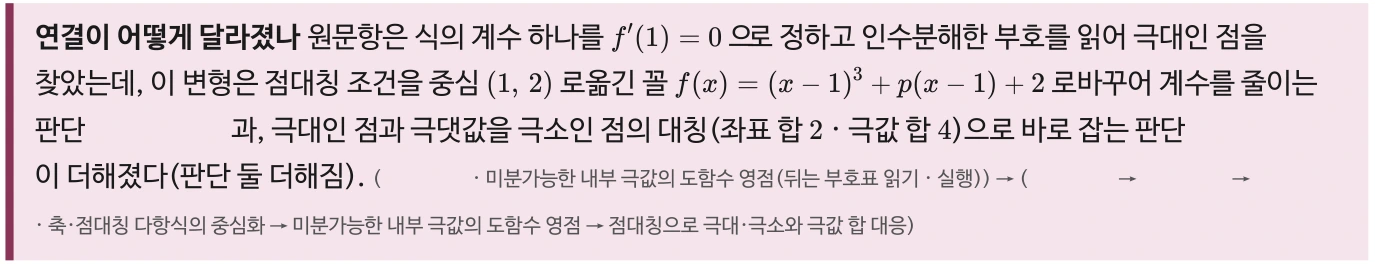 연결이 어떻게 달라졌나 원문항은 식의 계수 하나를 f′(1) = 0 으로 정하고 인수분해한 부호를 읽어 극대인 점을
찾았는데, 이 변형은 점대칭 조건을 중심 (1, 2) 로옮긴 꼴 f(x) = (x − 1)³ + p(x − 1) + 2 로바꾸어 계수를 줄이는
판단 과, 극대인 점과 극댓값을 극소인 점의 대칭(좌표 합 2 · 극값 합 4)으로 바로 잡는 판단
이 더해졌다(판단 둘 더해짐). ( · 미분가능한 내부 극값의 도함수 영점(뒤는 부호표 읽기 · 실행)) → ( → →
· 축·점대칭 다항식의 중심화 → 미분가능한 내부 극값의 도함수 영점 → 점대칭으로 극대·극소와 극값 합 대응)